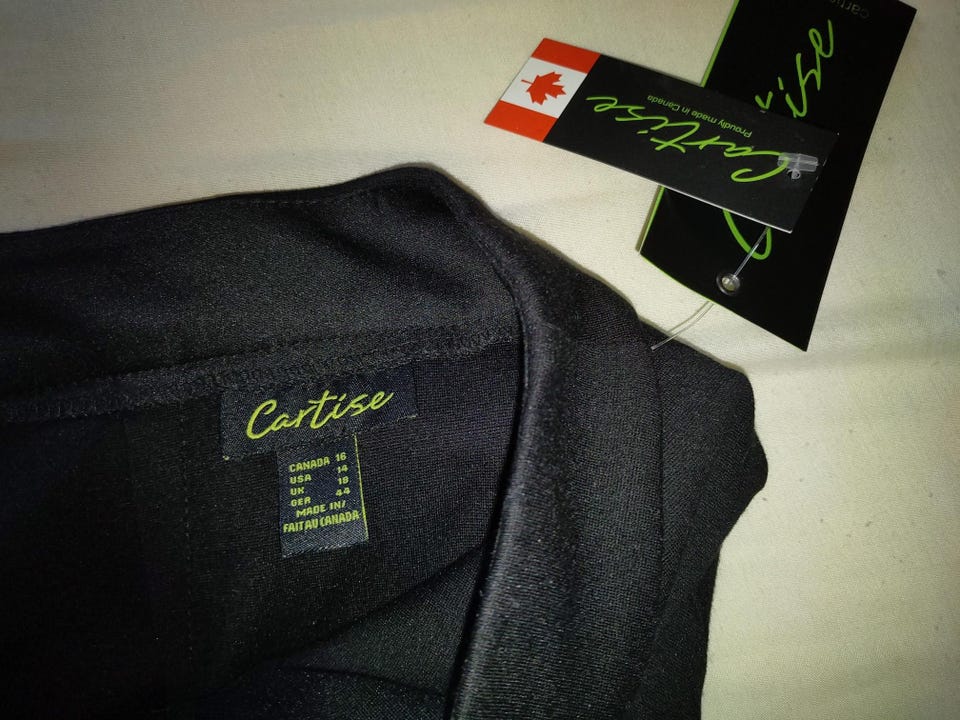 Cartise
Proudly made in Canada
Cartise
CANADA 16
USA 14
UK 18
GER 44
MADE IN/
FAIT AU CANADA